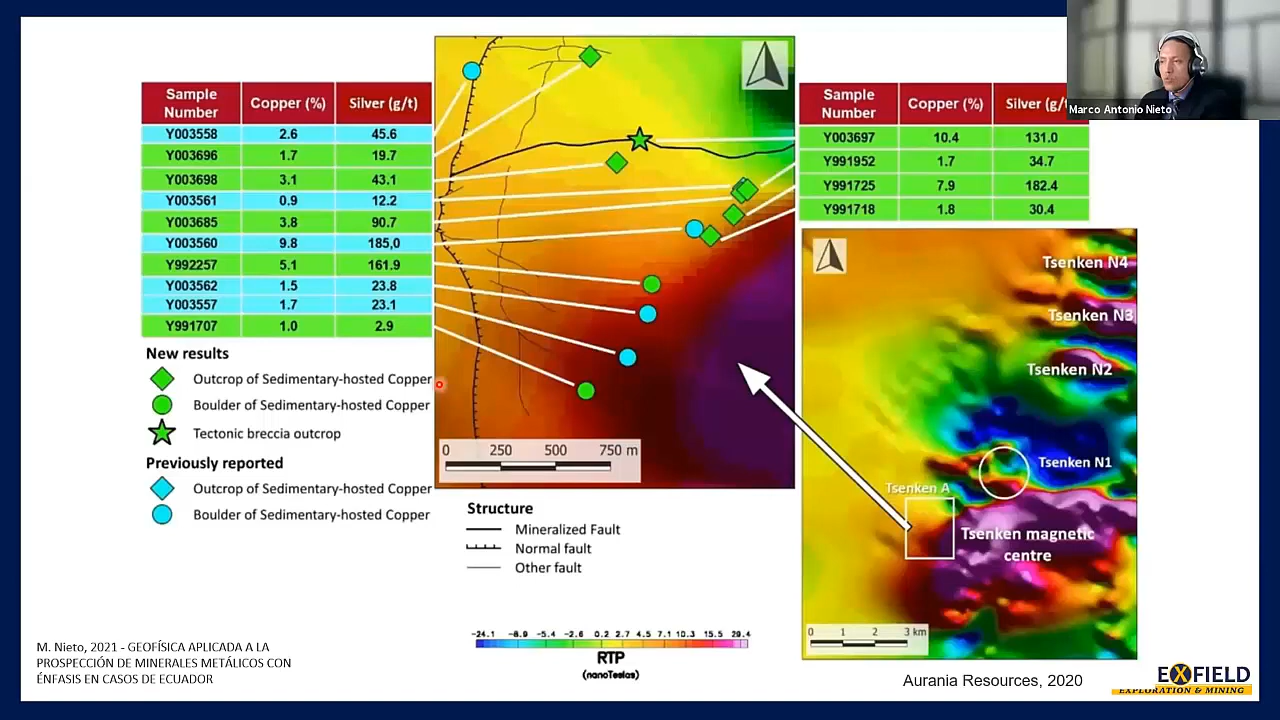 Marco Antonio Nieto
Sample Number Copper (%) Silver (g/t)
Y003558 2.6 45.6
Y003696 1.7 19.7
Y003698 3.1 43.1
Y003561 0.9 12.2
Y003685 3.8 90.7
Y003560 9.8 185,0
Y992257 5.1 161.9
Y003562 1.5 23.8
Y003557 1.7 23.1
Y991707 1.0 2.9
New results
Outcrop of Sedimentary-hosted Copper
Boulder of Sedimentary-hosted Copper
Tectonic breccia outcrop
Previously reported
Outcrop of Sedimentary-hosted Copper
Boulder of Sedimentary-hosted Copper
0 250 500 750 m
Structure
Mineralized Fault
Normal fault
Other fault
-24.1 -8.9 -5.4 -2.6 0.2 2.7 4.5 7.1 10.3 15.5 29.4
RTP
(nanoTeslas)
Sample Number Copper (%) Silver (g/
Y003697 10.4 131.0
Y991952 1.7 34.7
Y991725 7.9 182.4
Y991718 1.8 30.4
Tsenken N4
Tsenken N3
Tsenken N2
Tsenken N1
Tsenken A
Tsenken magnetic
centre
0 1 2 3 km
M. Nieto, 2021 - GEOFÍSICA APLICADA A LA
PROSPECCIÓN DE MINERALES METÁLICOS CON
ÉNFASIS EN CASOS DE ECUADOR
Aurania Resources, 2020
EXFIELD
EXPLORATION & MINING